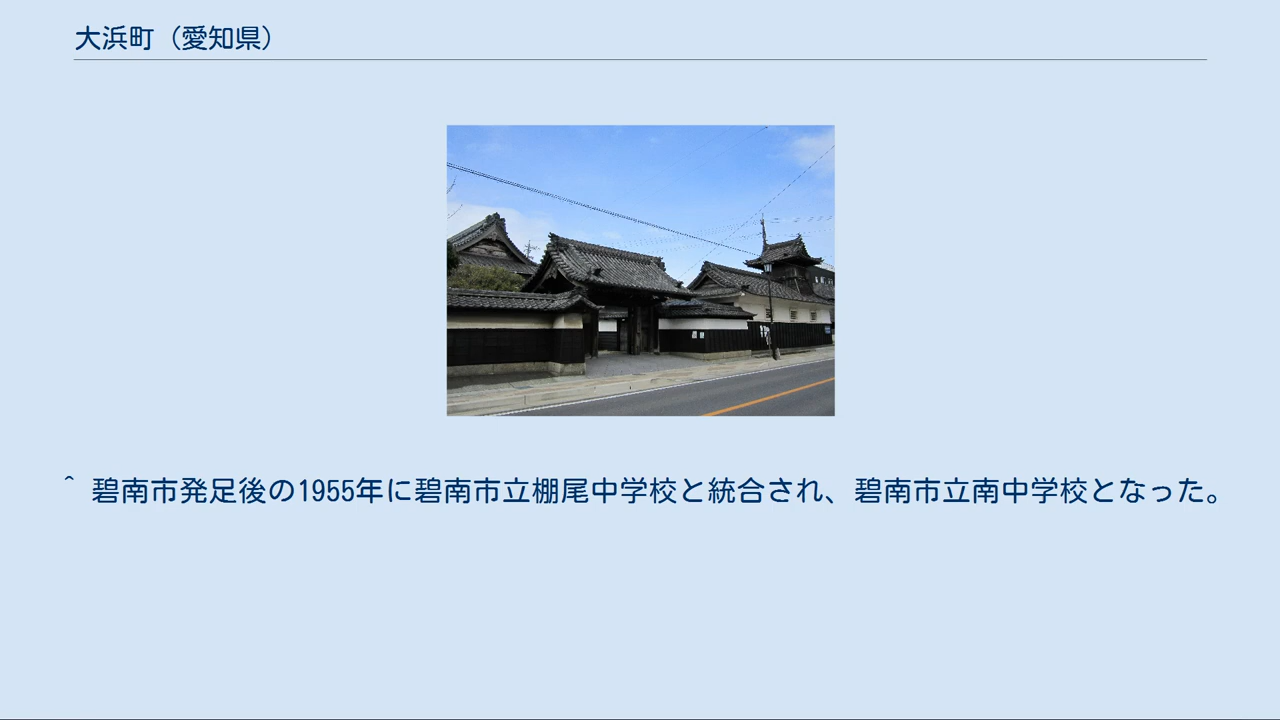 大浜町（愛知県）
^ 碧南市発足後の1955年に碧南市立棚尾中学校と統合され、碧南市立南中学校となった。